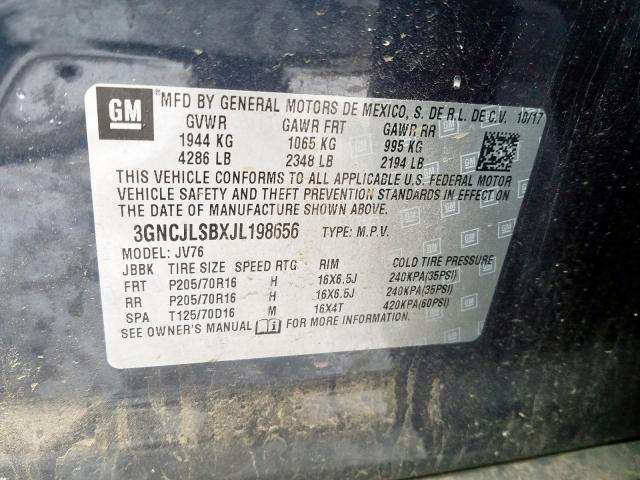 GM
MFD BY GENERAL MOTORS DE MEXICO, S. DE R.L. DE C.V. 10/17
GVWR GAWR FRT GAWR RR
1944 KG 1065 KG 995 KG
4286 LB 2348 LB 2194 LB
THIS VEHICLE CONFORMS TO ALL APPLICABLE U.S. FEDERAL MOTOR
VEHICLE SAFETY AND THEFT PREVENTION STANDARDS IN EFFECT ON
THE DATE OF MANUFACTURE SHOWN ABOVE.
3GNCJLSBXJL198656 TYPE: M.P.V.
MODEL: JV76
JBBK TIRE SIZE SPEED RTG RIM COLD TIRE PRESSURE
FRT P205/70R16 H 16X6.5J 240KPA(35PSI)
RR P205/70R16 H 16X6.5J 240KPA(35PSI)
SPA T125/70D16 M 16X4T 420KPA(60PSI)
SEE OWNER'S MANUAL FOR MORE INFORMATION.